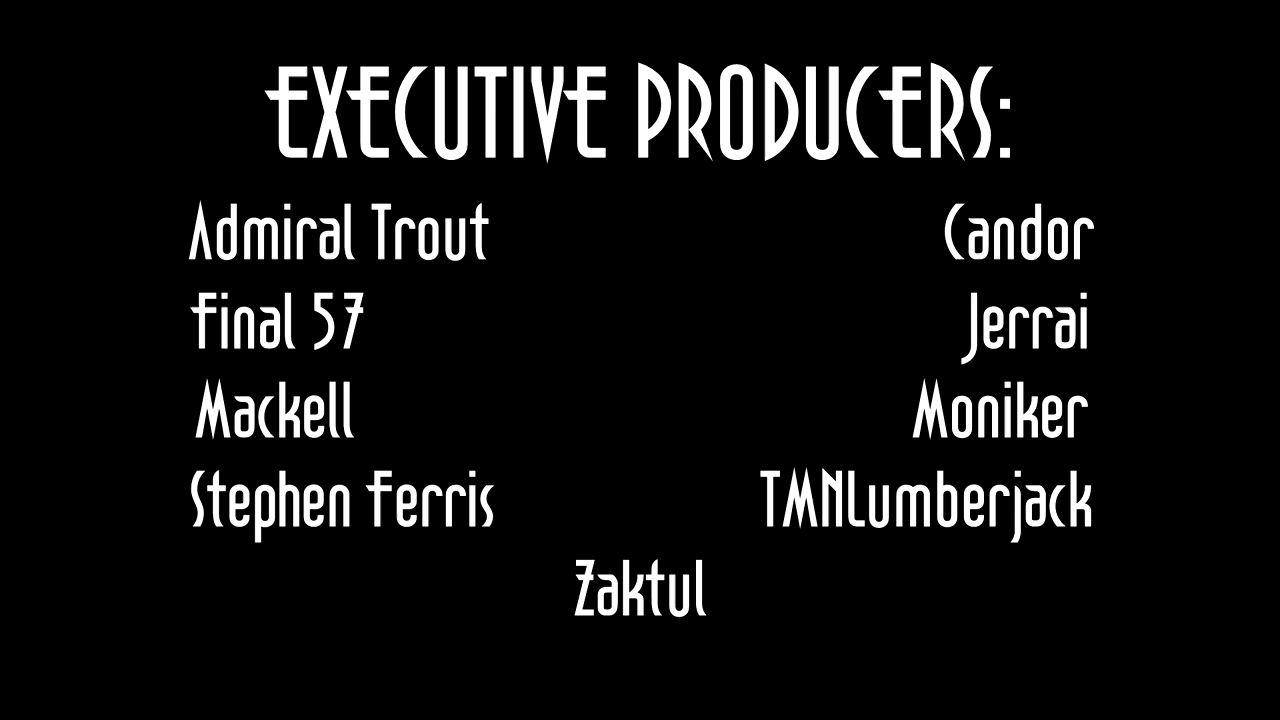 EXECUTIVE PRODUCERS:
Admiral Trout Candor
Final 57 Jerrai
Mackell Moniker
Stephen Ferris TMNLumberjack
Zaktul